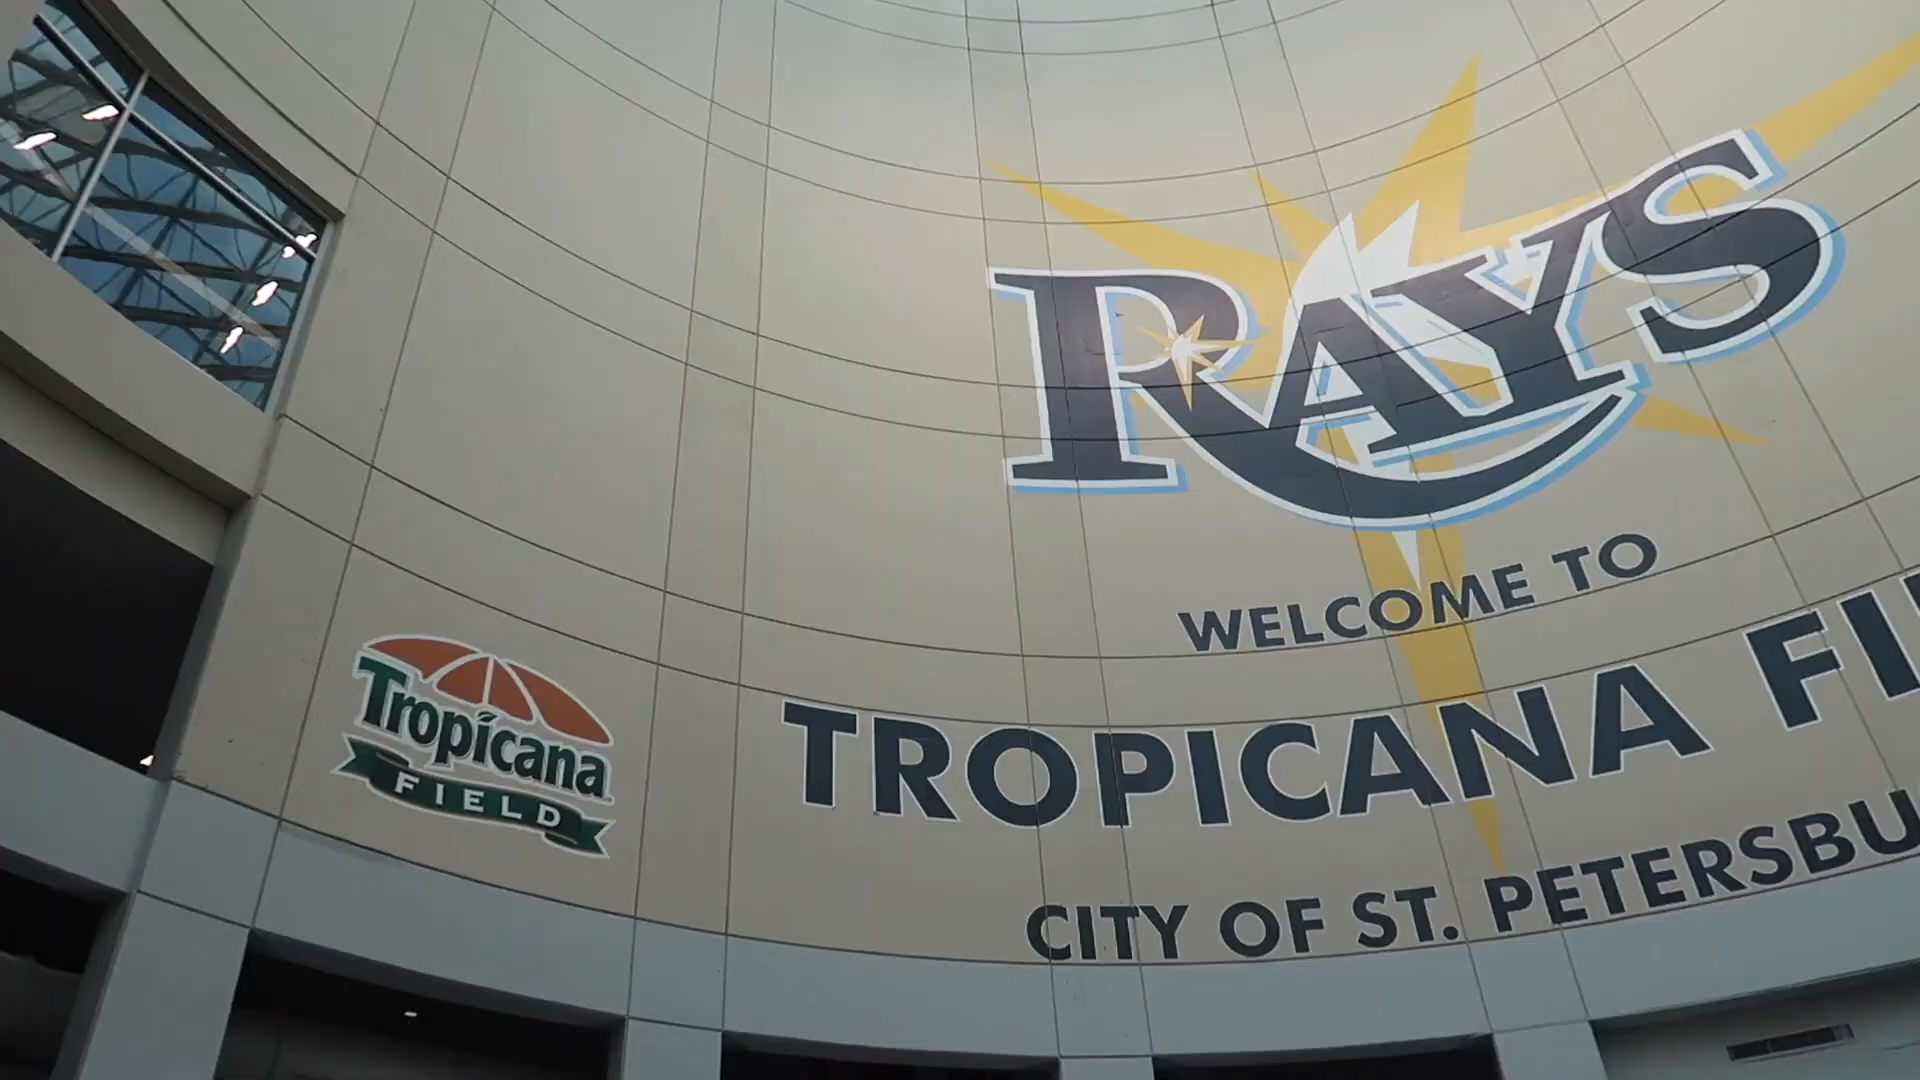 RAYS
WELCOME TO
TROPICANA FI
CITY OF ST. PETERSBU
Tropicana
FIELD